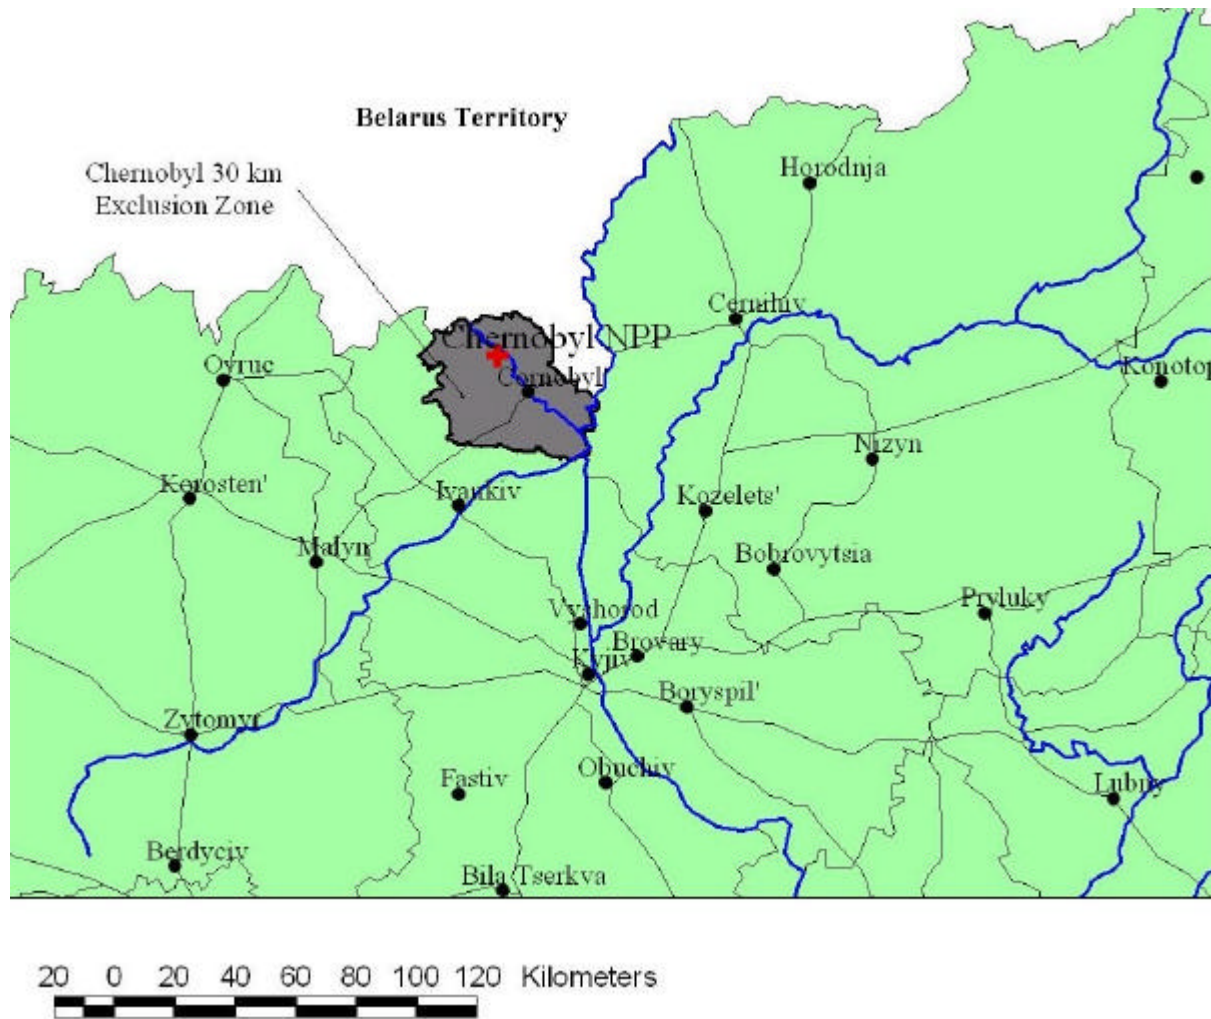 Belarus Territory
Chernobyl 30 km
Exclusion Zone
Horodnja
Cernihiv
Chernobyl NPP
Ovruc
Cornobyl
Konotop
Nizyn
Korosten'
Ivankiv
Kozelets'
Malyn
Bobrovytsia
Pryluky
Vyshorod
Brovary
Kyjiv
Boryspil'
Zytomyr
Fastiv
Obuchiv
Lubny
Berdyciv
Bila Tserkva
20 0 20 40 60 80 100 120 Kilometers